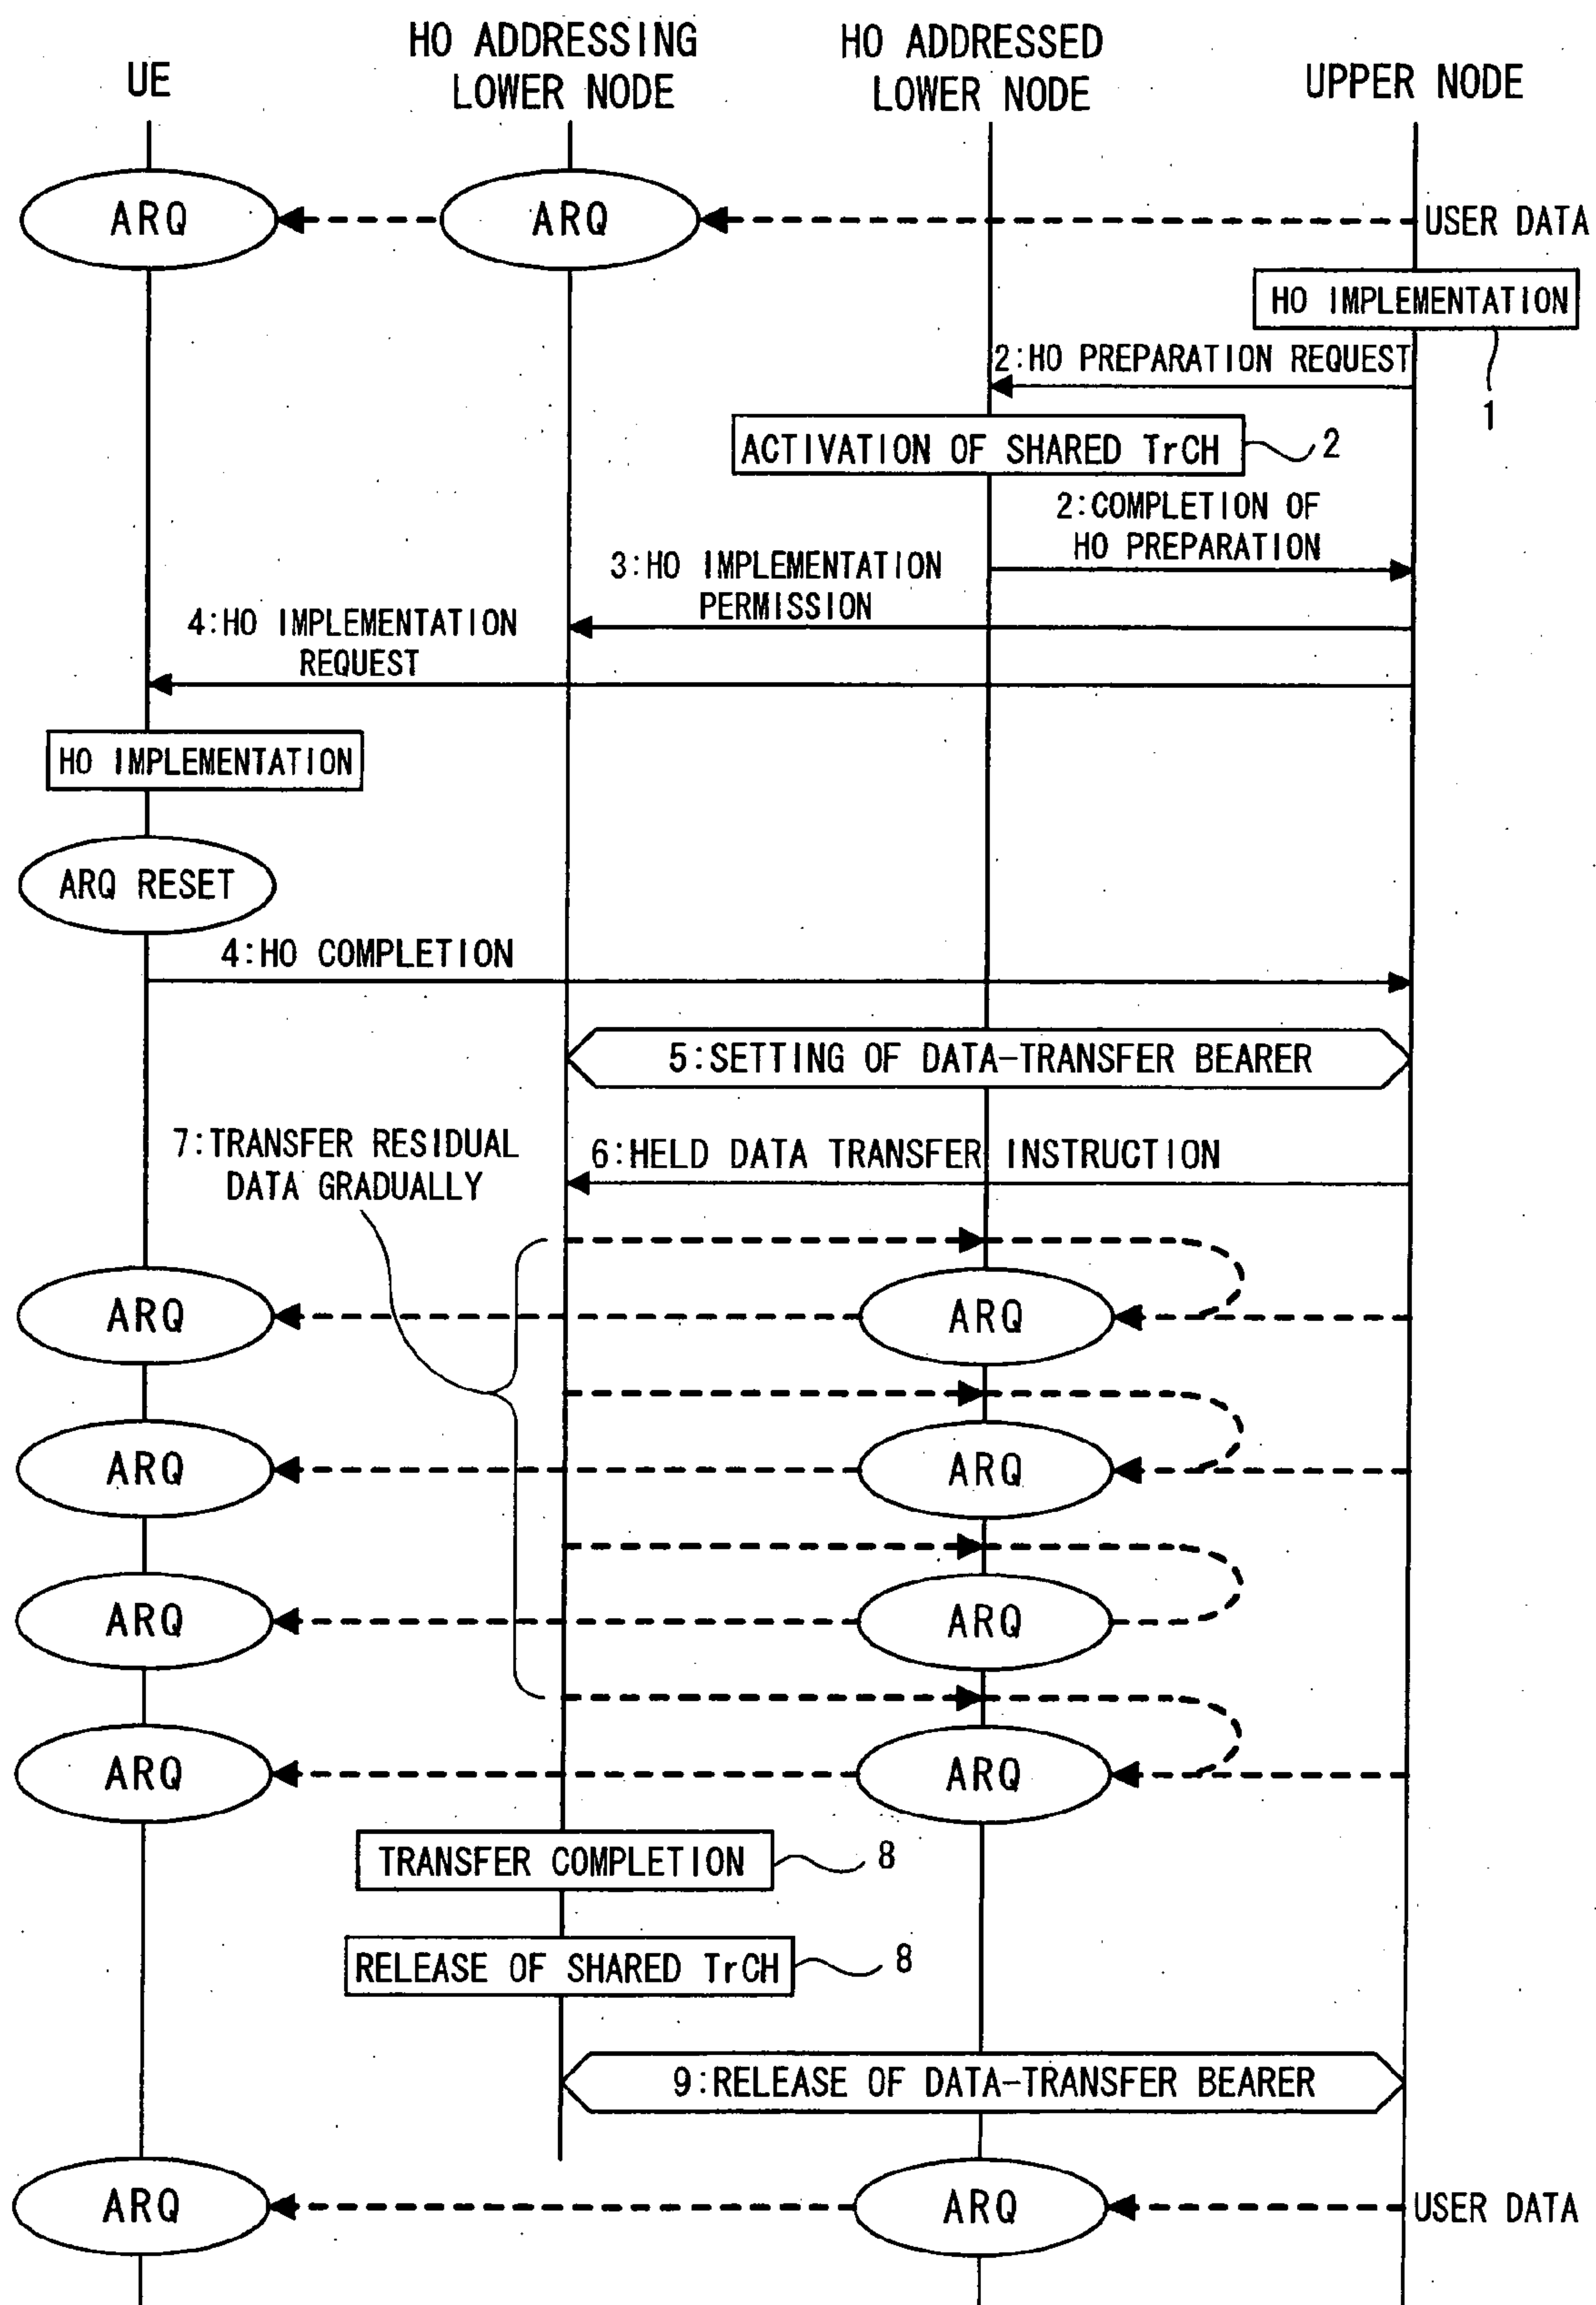 UE
HO ADDRESSING
LOWER NODE
HO ADDRESSED
LOWER NODE
UPPER NODE
ARQ
ARQ
USER DATA
HO IMPLEMENTATION
1
2:HO PREPARATION REQUEST
ACTIVATION OF SHARED TrCH
2
2:COMPLETION OF
HO PREPARATION
3:HO IMPLEMENTATION
PERMISSION
4:HO IMPLEMENTATION
REQUEST
HO IMPLEMENTATION
ARQ RESET
4:HO COMPLETION
5:SETTING OF DATA-TRANSFER BEARER
7:TRANSFER RESIDUAL
DATA GRADUALLY
6:HELD DATA TRANSFER INSTRUCTION
ARQ
ARQ
ARQ
ARQ
ARQ
ARQ
ARQ
ARQ
TRANSFER COMPLETION
8
RELEASE OF SHARED TrCH
8
9:RELEASE OF DATA-TRANSFER BEARER
ARQ
ARQ
USER DATA